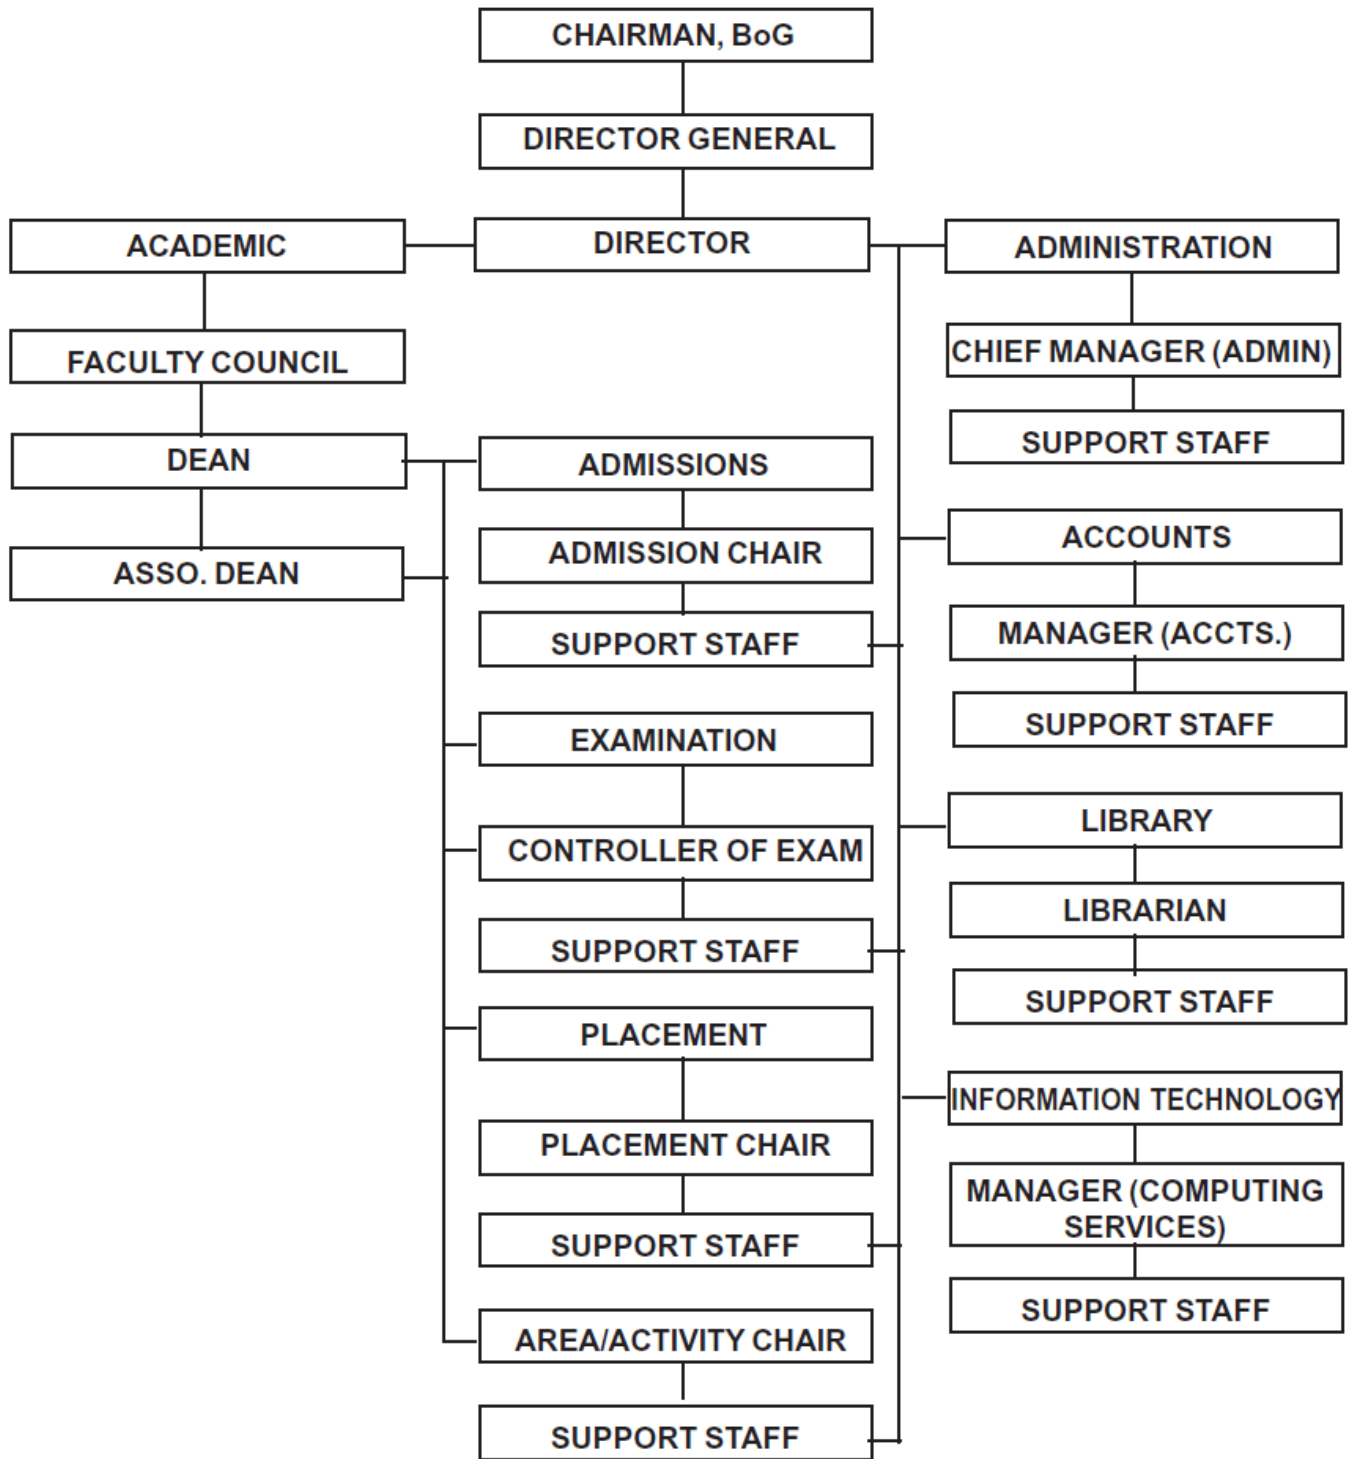 CHAIRMAN, BoG
DIRECTOR GENERAL
ACADEMIC
DIRECTOR
ADMINISTRATION
FACULTY COUNCIL
CHIEF MANAGER (ADMIN)
SUPPORT STAFF
DEAN
ADMISSIONS
ASSO. DEAN
ADMISSION CHAIR
SUPPORT STAFF
ACCOUNTS
MANAGER (ACCTS.)
SUPPORT STAFF
EXAMINATION
CONTROLLER OF EXAM
SUPPORT STAFF
LIBRARY
LIBRARIAN
SUPPORT STAFF
PLACEMENT
PLACEMENT CHAIR
SUPPORT STAFF
INFORMATION TECHNOLOGY
MANAGER (COMPUTING
SERVICES)
SUPPORT STAFF
AREA/ACTIVITY CHAIR
SUPPORT STAFF